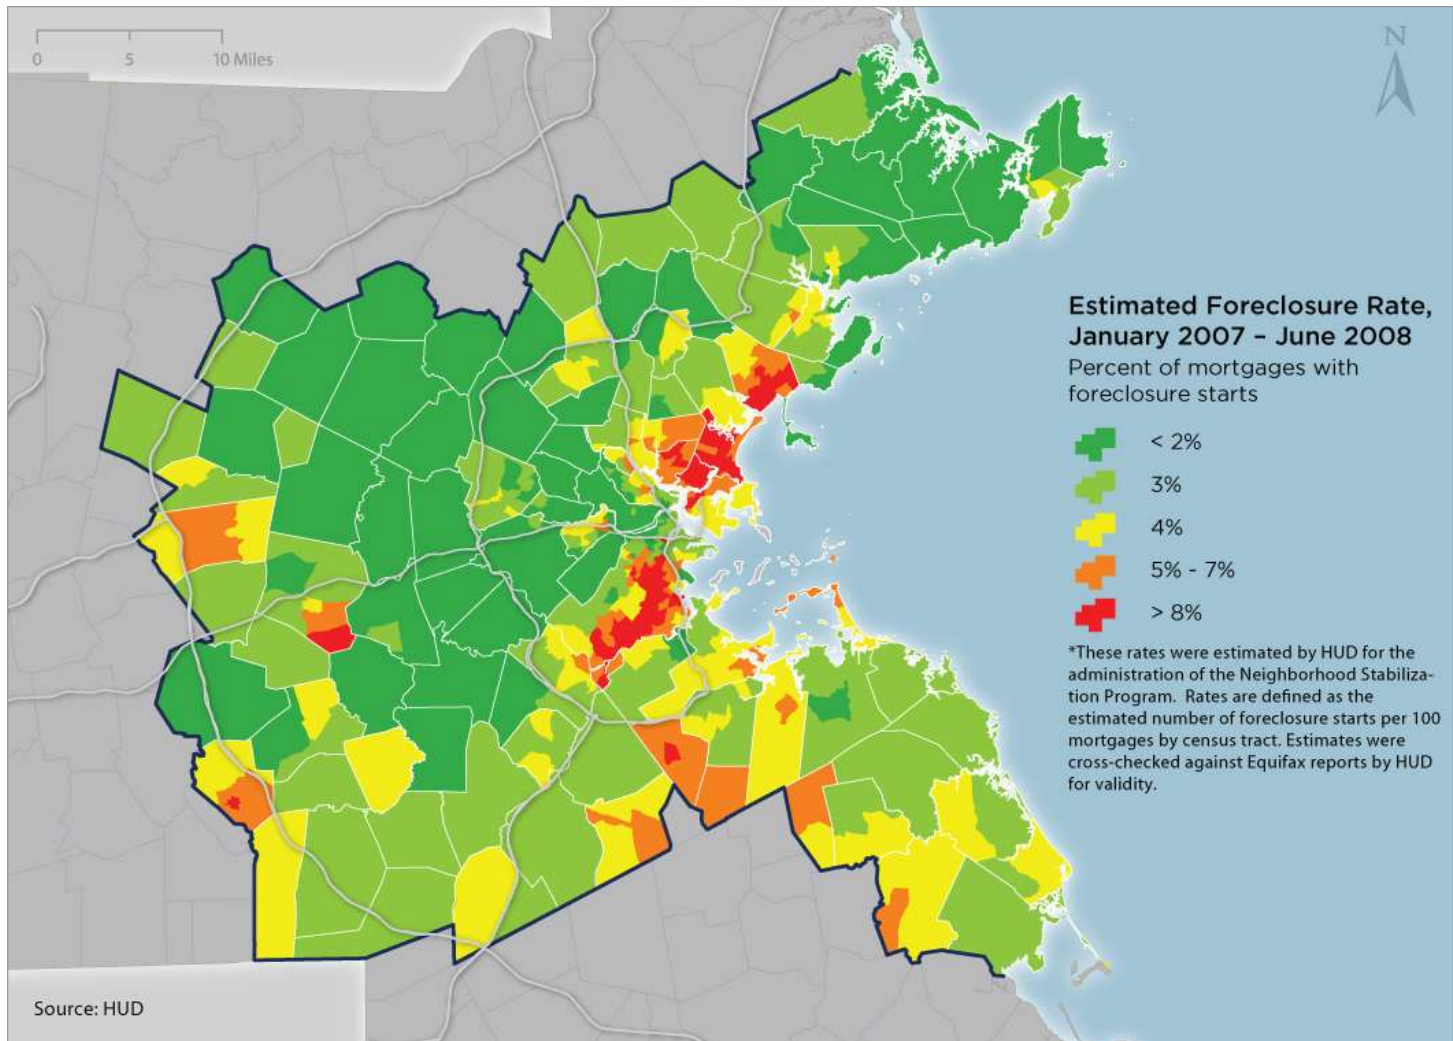 0 5 10 Miles
N
Estimated Foreclosure Rate,
January 2007 – June 2008
Percent of mortgages with
foreclosure starts
< 2%
3%
4%
5% - 7%
> 8%
*These rates were estimated by HUD for the
administration of the Neighborhood Stabiliza-
tion Program. Rates are defined as the
estimated number of foreclosure starts per 100
mortgages by census tract. Estimates were
cross-checked against Equifax reports by HUD
for validity.
Source: HUD